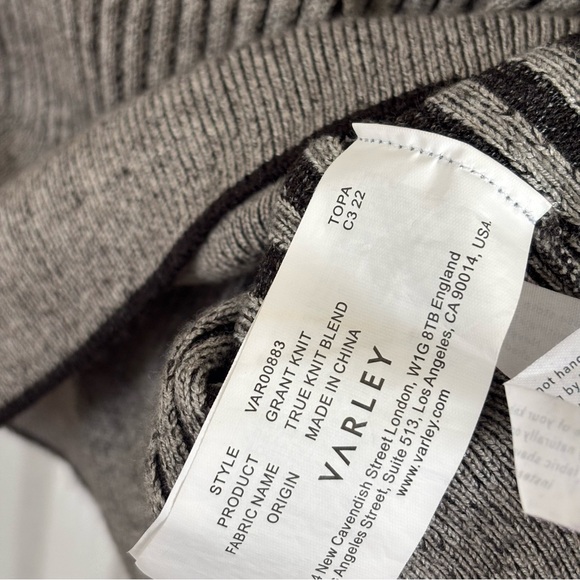 TOPA
C3 22
STYLE VAR00883
PRODUCT GRANT KNIT
FABRIC NAME TRUE KNIT BLEND
ORIGIN MADE IN CHINA
VARLEY
4 New Cavendish Street London, W1G 8TB England
Angeles Street, Suite 513, Los Angeles, CA 90014, USA
www.varley.com
not han